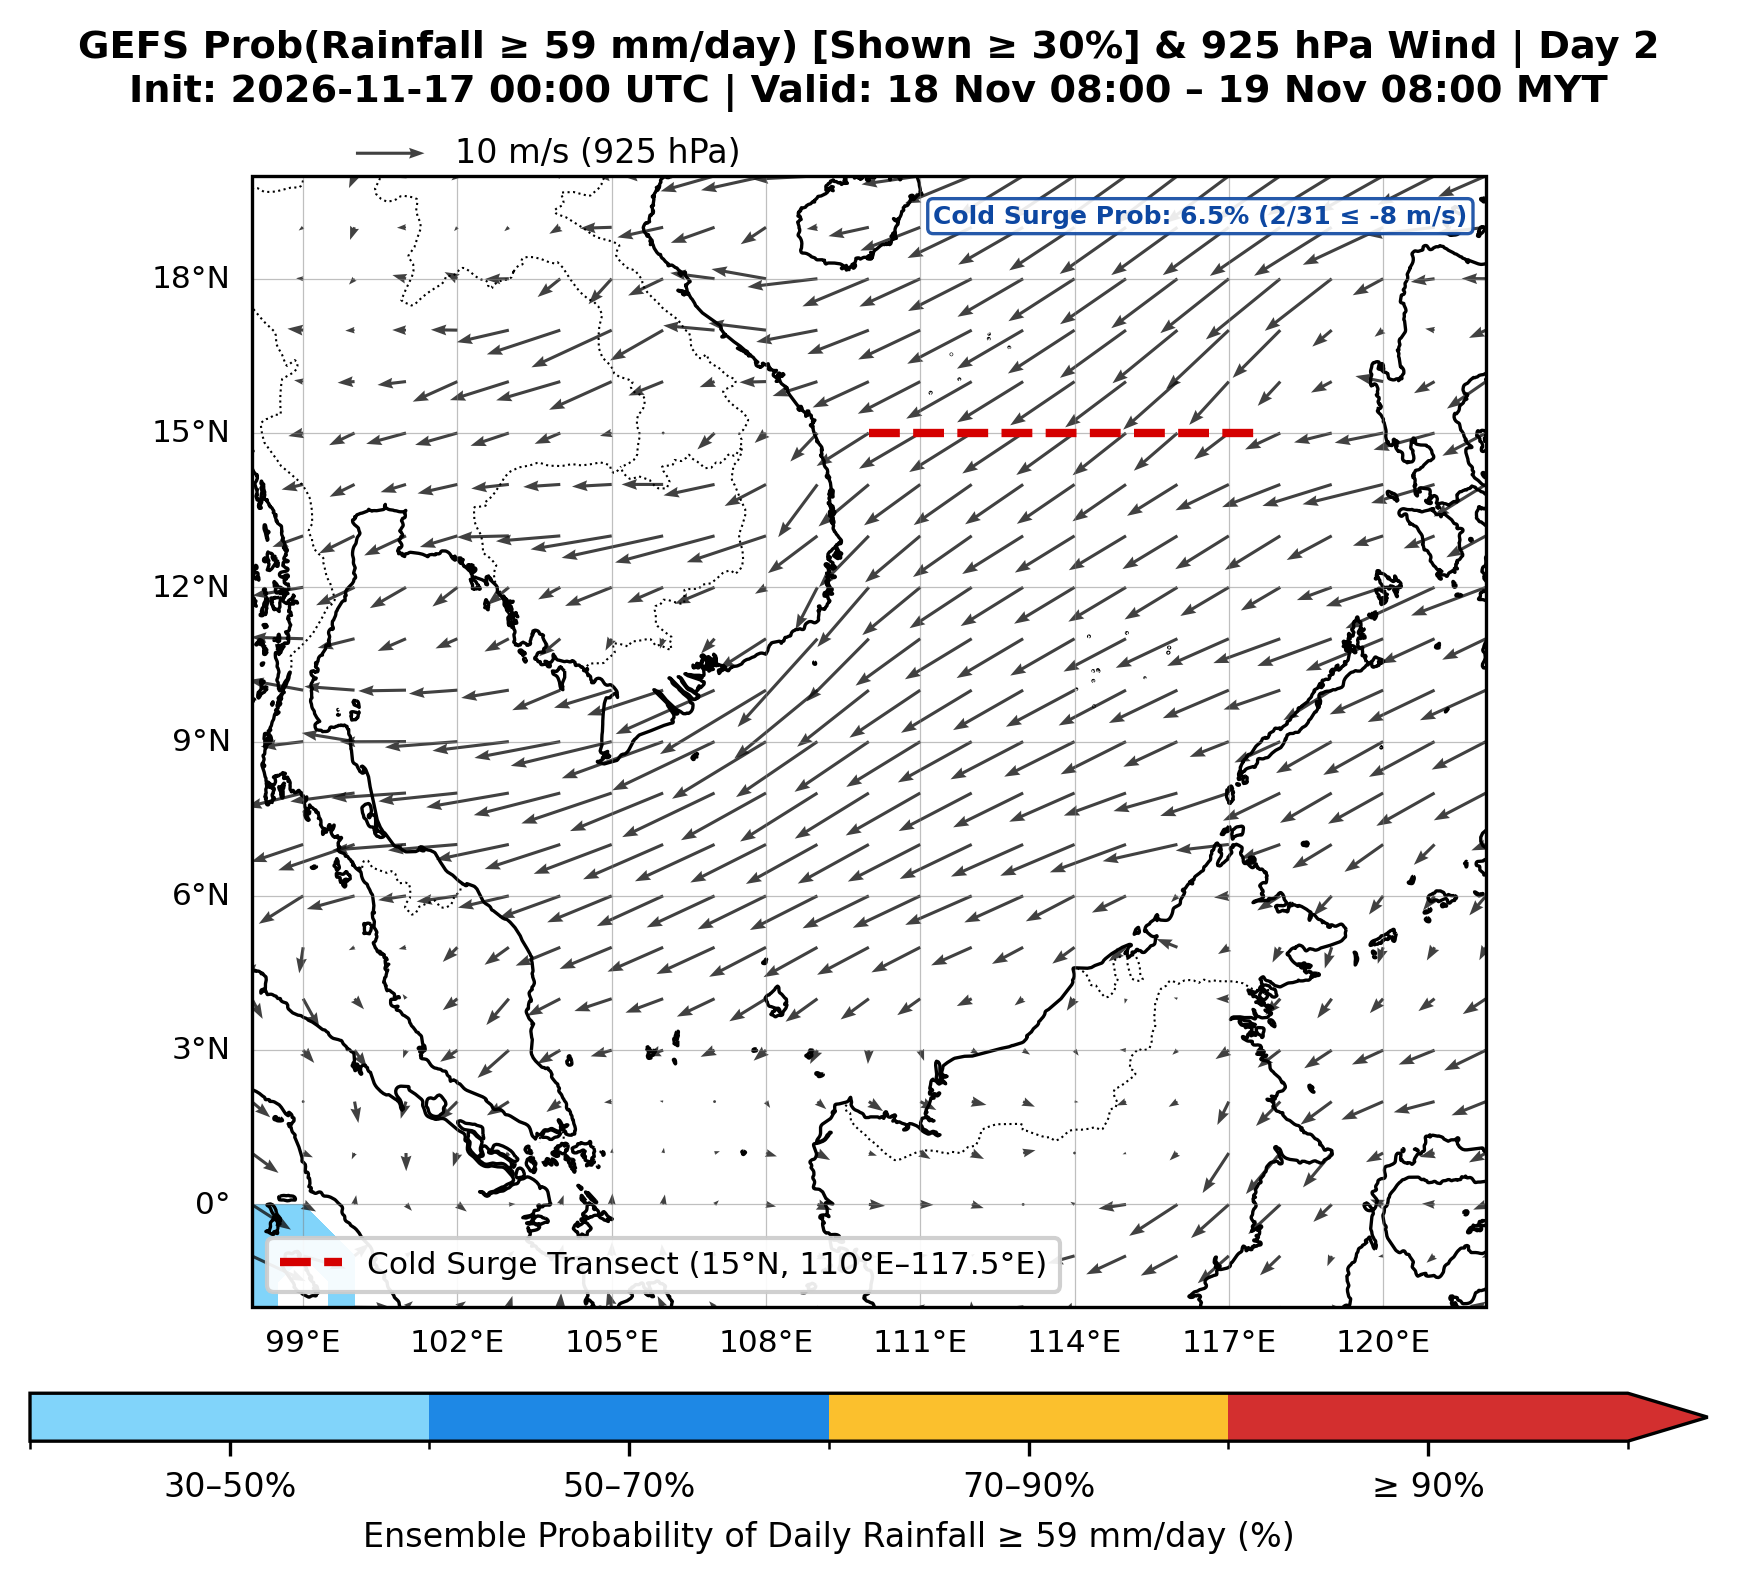 GEFS Prob(Rainfall ≥ 59 mm/day) [Shown ≥ 30%] & 925 hPa Wind | Day 2
Init: 2026-11-17 00:00 UTC | Valid: 18 Nov 08:00 – 19 Nov 08:00 MYT
10 m/s (925 hPa)
Cold Surge Prob: 6.5% (2/31 ≤ -8 m/s)
18°N
15°N
12°N
9°N
6°N
3°N
0°
Cold Surge Transect (15°N, 110°E–117.5°E)
99°E 102°E 105°E 108°E 111°E 114°E 117°E 120°E
30–50% 50–70% 70–90% ≥ 90%
Ensemble Probability of Daily Rainfall ≥ 59 mm/day (%)